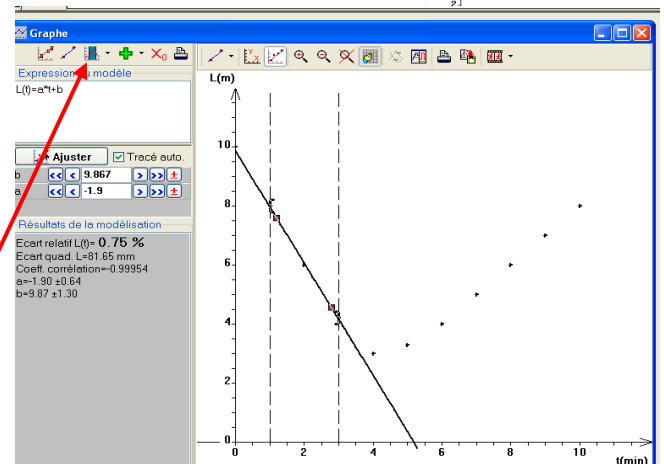 Graphe
Expression du modèle
L(t)=a*t+b
Ajuster
Tracé auto.
b << < 9.867 > >> ±
a << < -1.9 > >> ±
Résultats de la modélisation
Ecart relatif L(t)= 0.75 %
Ecart quad. L=81.65 mm
Coeff. corrélation=-0.99954
a=-1.90 ±0.64
b=9.87 ±1.30
L(m)
10
8
6
4
2
0
0 2 4 6 8 10
t(min)